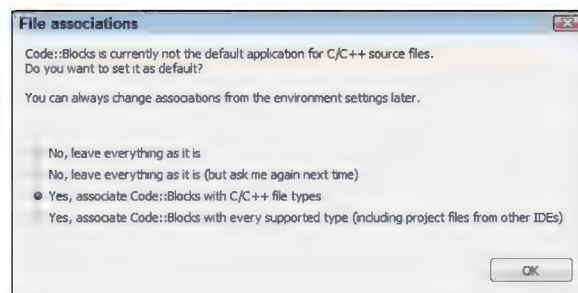 File associations
Code::Blocks is currently not the default application for C/C++ source files.
Do you want to set it as default?
You can always change associations from the environment settings later.
No, leave everything as it is
No, leave everything as it is (but ask me again next time)
Yes, associate Code::Blocks with C/C++ file types
Yes, associate Code::Blocks with every supported type (including project files from other IDEs)
OK